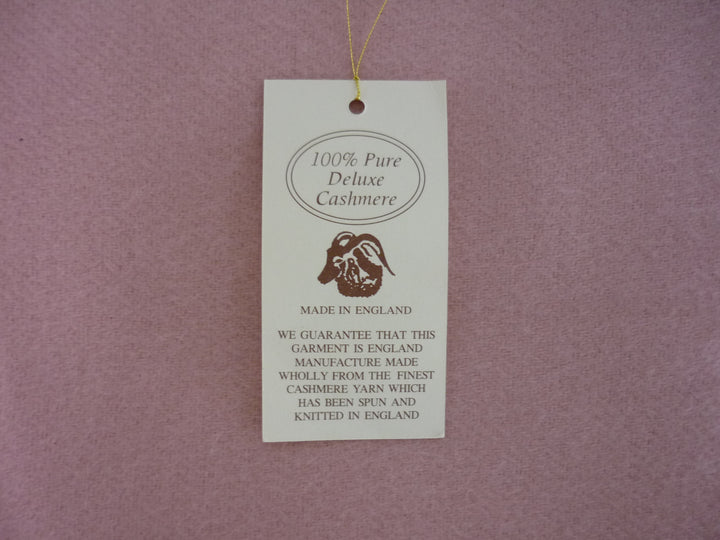 100% Pure
Deluxe
Cashmere
MADE IN ENGLAND
WE GUARANTEE THAT THIS
GARMENT IS ENGLAND
MANUFACTURE MADE
WHOLLY FROM THE FINEST
CASHMERE YARN WHICH
HAS BEEN SPUN AND
KNITTED IN ENGLAND